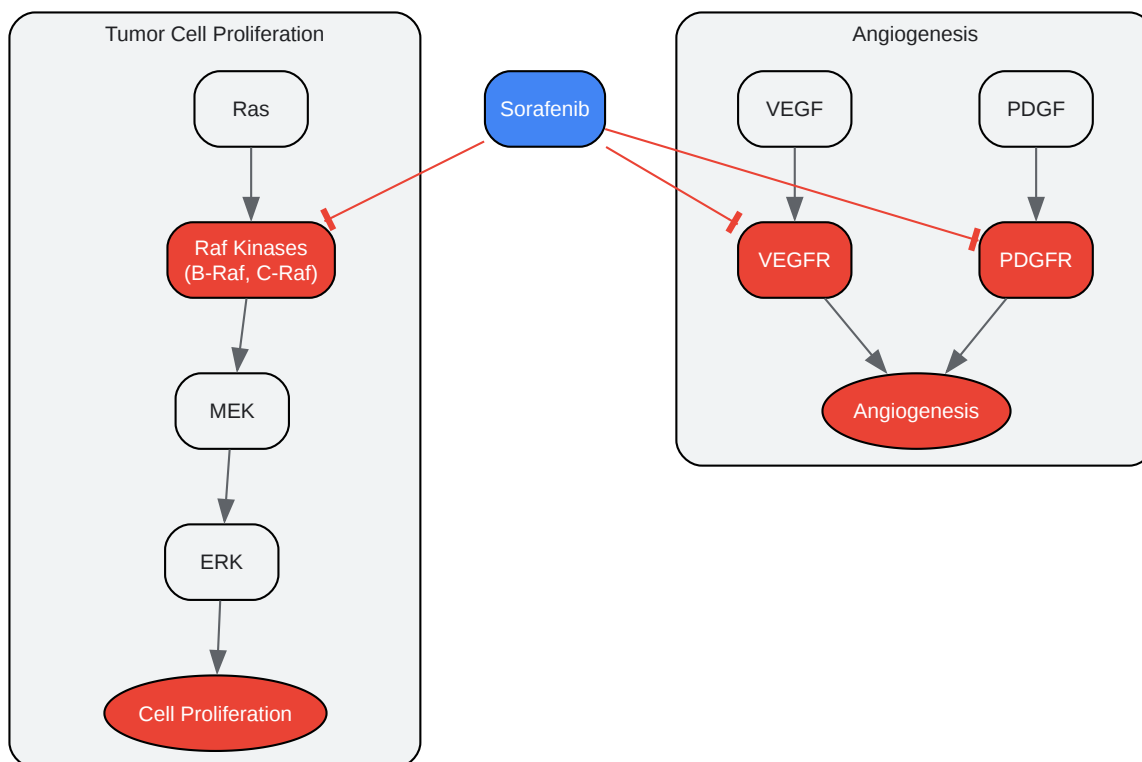 Tumor Cell Proliferation
Angiogenesis
Ras
Sorafenib
VEGF
PDGF
Raf Kinases
(B-Raf, C-Raf)
VEGFR
PDGFR
MEK
Angiogenesis
ERK
Cell Proliferation